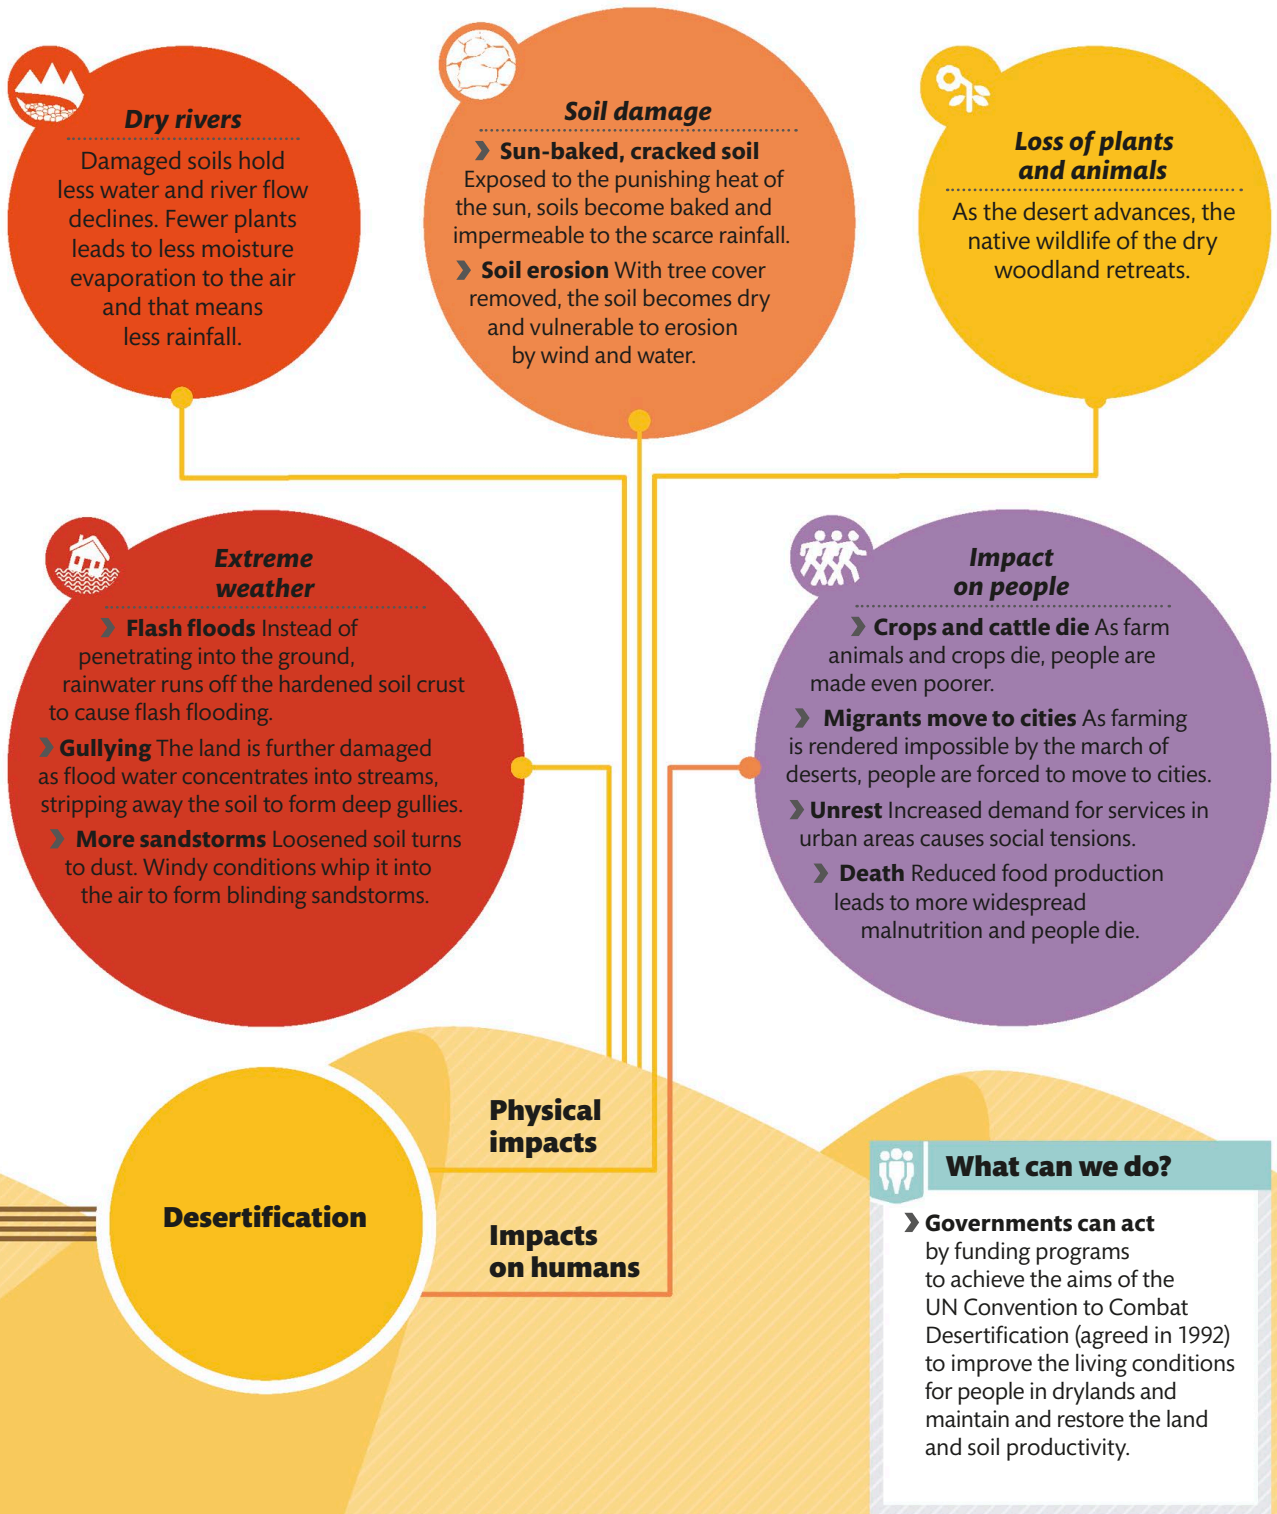 Dry rivers
Damaged soils hold
less water and river flow
declines. Fewer plants
leads to less moisture
evaporation to the air
and that means
less rainfall.
Soil damage
❯ Sun-baked, cracked soil
Exposed to the punishing heat of
the sun, soils become baked and
impermeable to the scarce rainfall.
❯ Soil erosion With tree cover
removed, the soil becomes dry
and vulnerable to erosion
by wind and water.
Loss of plants
and animals
As the desert advances, the
native wildlife of the dry
woodland retreats.
Extreme
weather
❯ Flash floods Instead of
penetrating into the ground,
rainwater runs off the hardened soil crust
to cause flash flooding.
❯ Gullying The land is further damaged
as flood water concentrates into streams,
stripping away the soil to form deep gullies.
❯ More sandstorms Loosened soil turns
to dust. Windy conditions whip it into
the air to form blinding sandstorms.
Impact
on people
❯ Crops and cattle die As farm
animals and crops die, people are
made even poorer.
❯ Migrants move to cities As farming
is rendered impossible by the march of
deserts, people are forced to move to cities.
❯ Unrest Increased demand for services in
urban areas causes social tensions.
❯ Death Reduced food production
leads to more widespread
malnutrition and people die.
Desertification
Physical
impacts
Impacts
on humans
What can we do?
❯ Governments can act
by funding programs
to achieve the aims of the
UN Convention to Combat
Desertification (agreed in 1992)
to improve the living conditions
for people in drylands and
maintain and restore the land
and soil productivity.